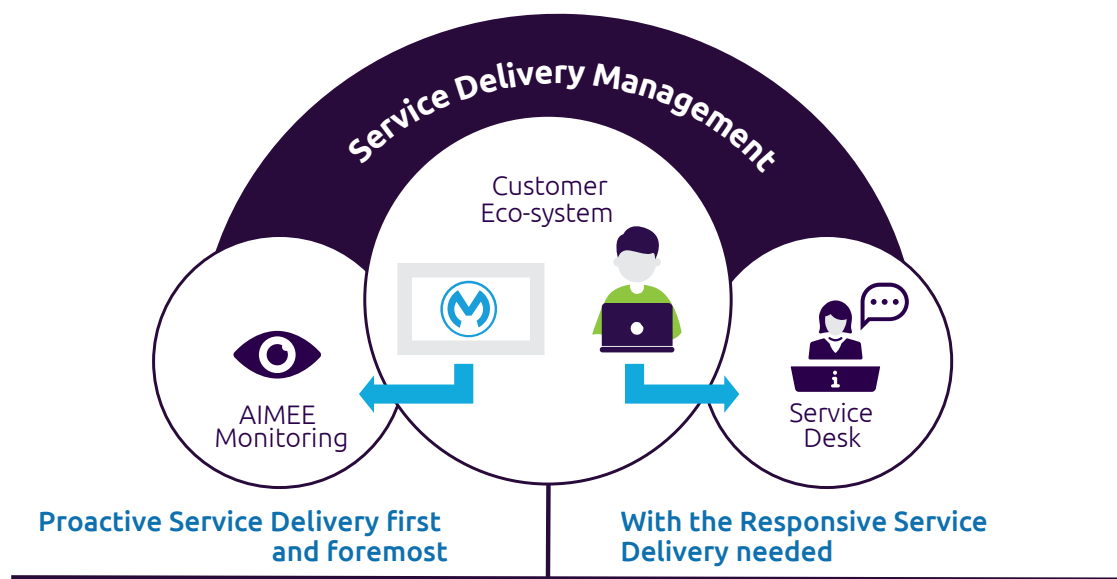 Service Delivery Management
Customer
Eco-system
AIMEE
Monitoring
i
Service
Desk
Proactive Service Delivery first
and foremost
With the Responsive Service
Delivery needed